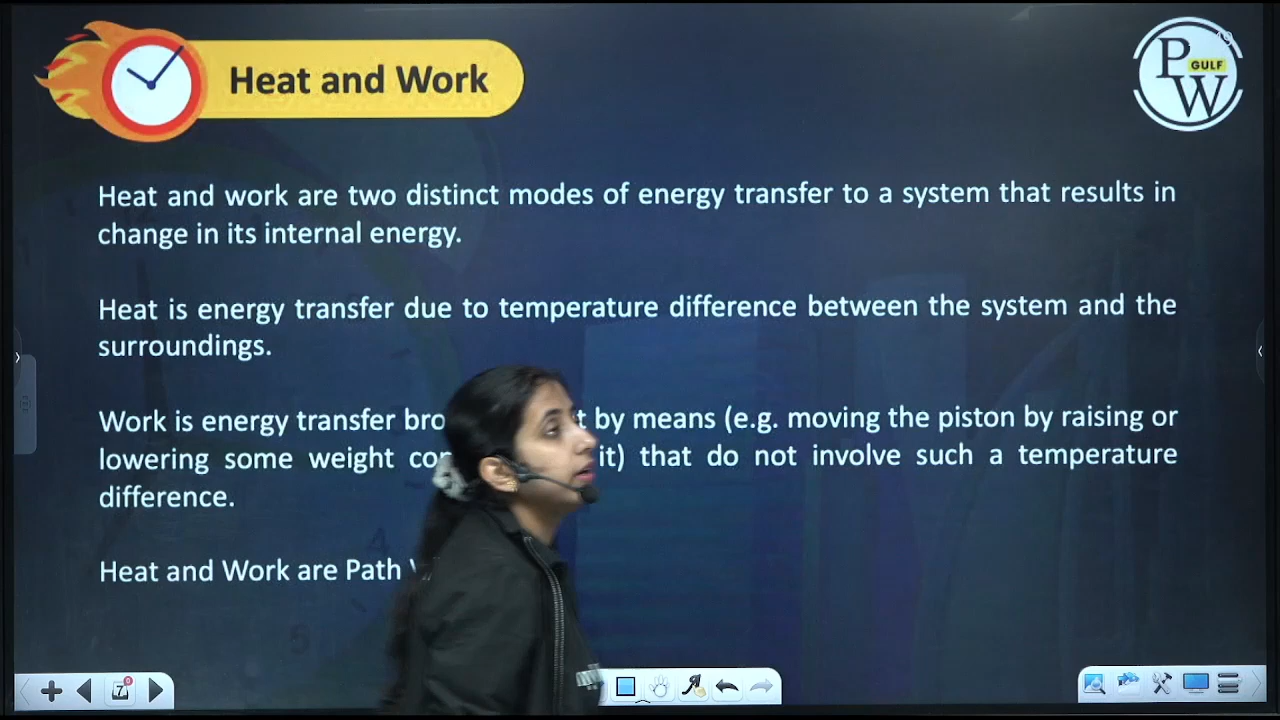 Heat and Work
P
GULF
W
Heat and work are two distinct modes of energy transfer to a system that results in
change in its internal energy.
Heat is energy transfer due to temperature difference between the system and the
surroundings.
Work is energy transfer by means (e.g. moving the piston by raising or
lowering some weight it) that do not involve such a temperature
difference.
Heat and Work are Path
7